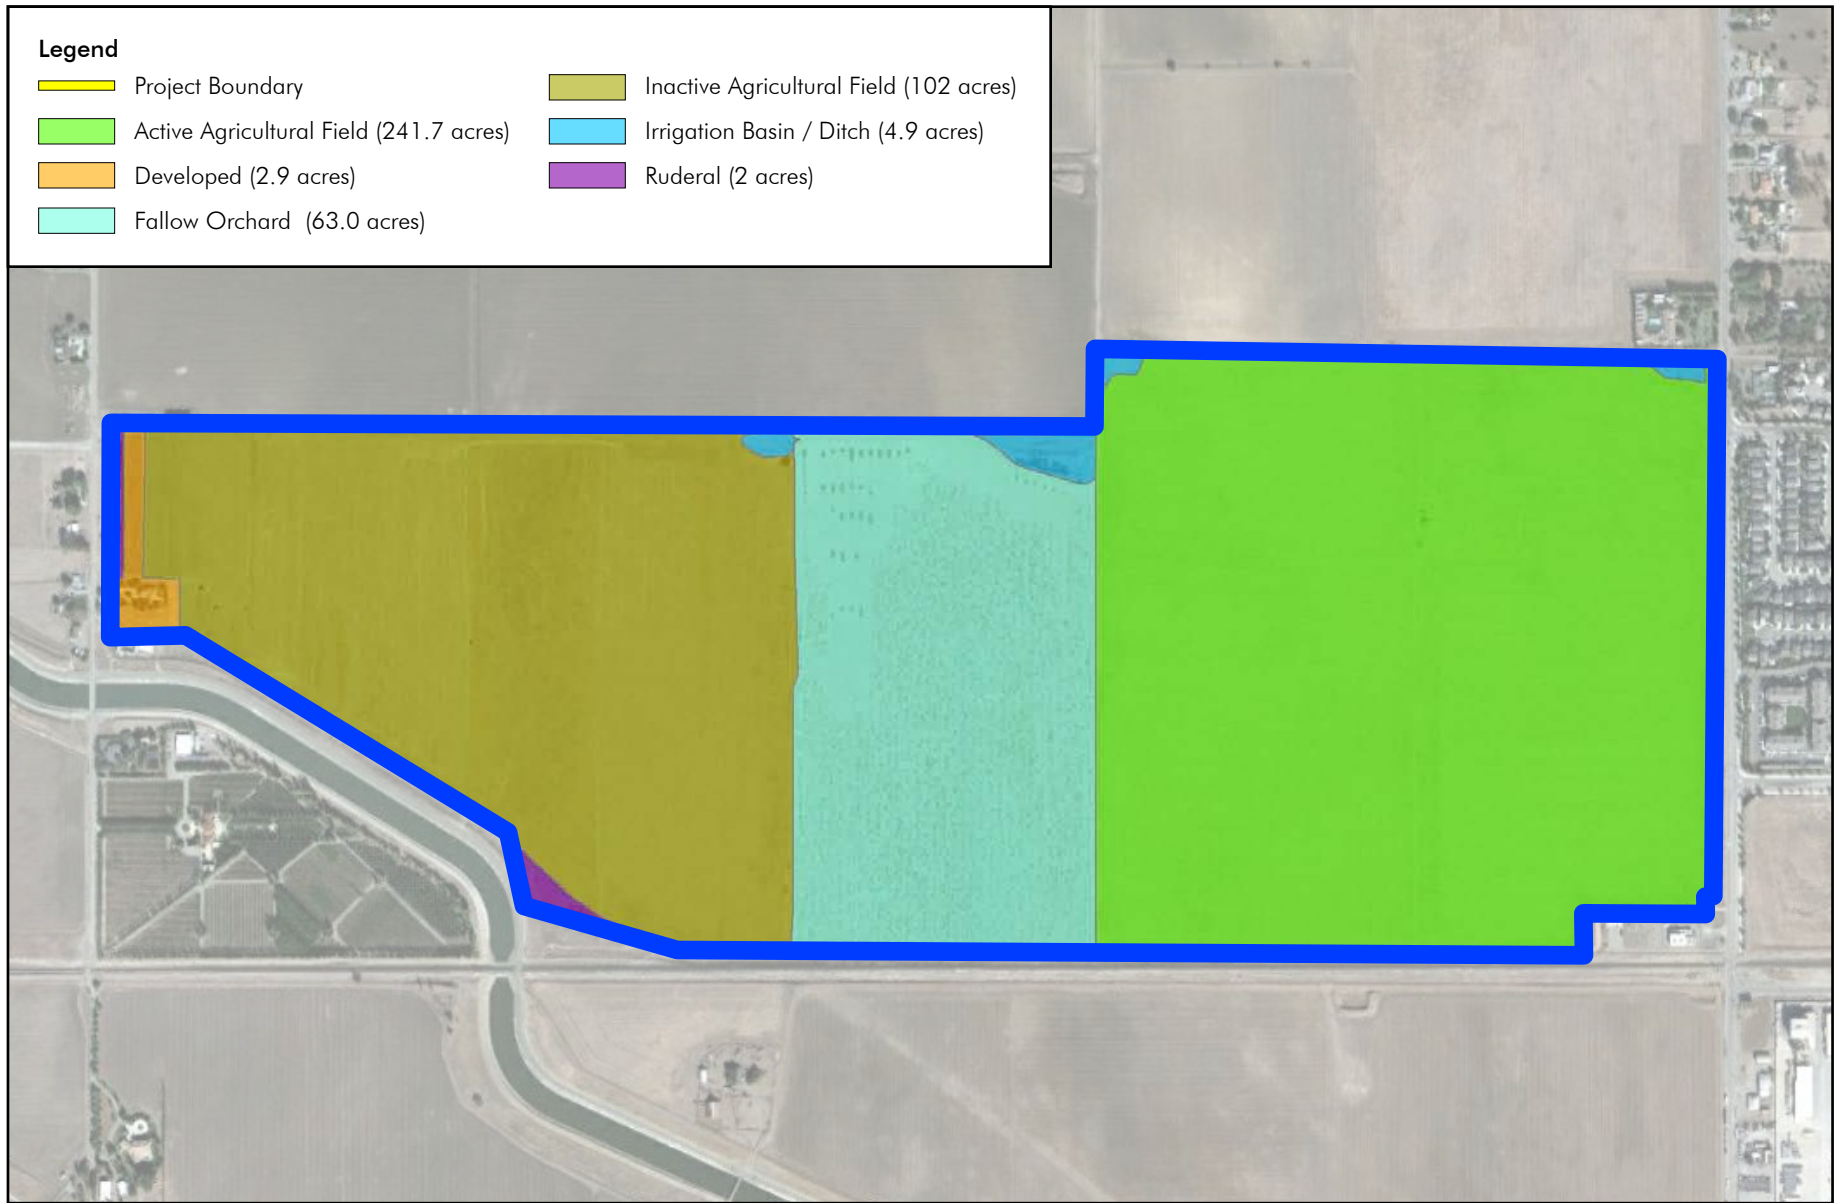 Legend
Project Boundary
Active Agricultural Field (241.7 acres)
Developed (2.9 acres)
Fallow Orchard (63.0 acres)
Inactive Agricultural Field (102 acres)
Irrigation Basin / Ditch (4.9 acres)
Ruderal (2 acres)